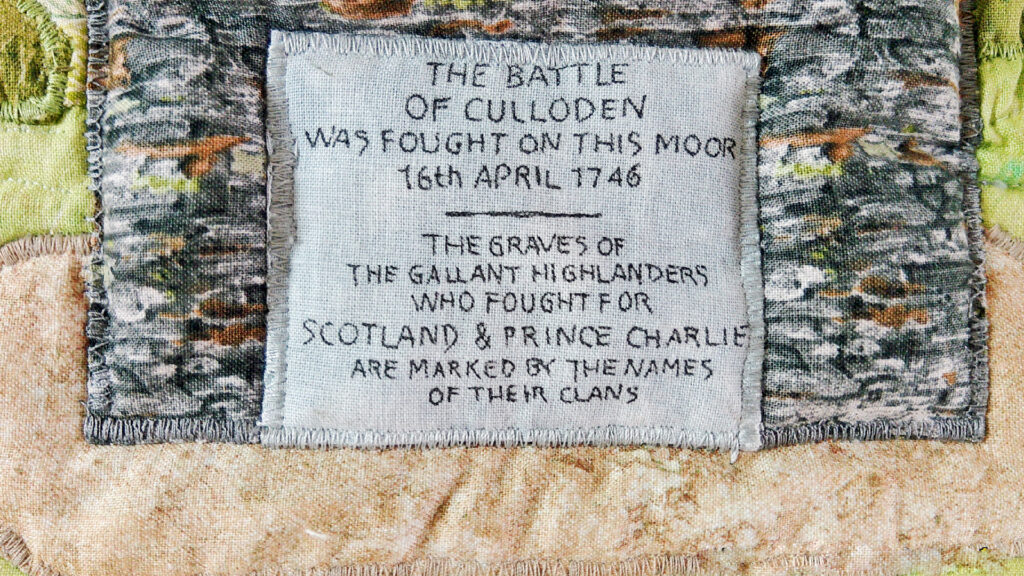 THE BATTLE
OF CULLODEN
WAS FOUGHT ON THIS MOOR
16th APRIL 1746
THE GRAVES OF
THE GALLANT HIGHLANDERS
WHO FOUGHT FOR
SCOTLAND & PRINCE CHARLIE
ARE MARKED BY THE NAMES
OF THEIR CLANS